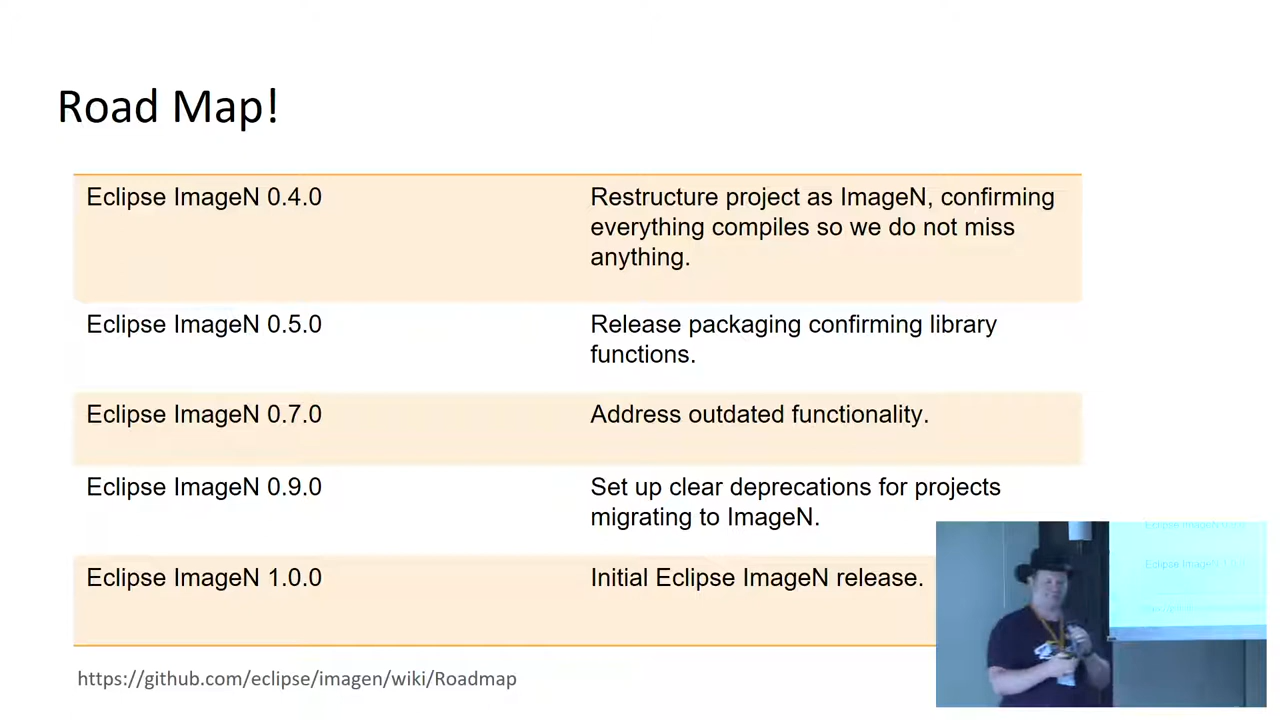 Road Map!
Eclipse ImageN 0.4.0
Restructure project as ImageN, confirming
everything compiles so we do not miss
anything.
Eclipse ImageN 0.5.0
Release packaging confirming library
functions.
Eclipse ImageN 0.7.0
Address outdated functionality.
Eclipse ImageN 0.9.0
Set up clear deprecations for projects
migrating to ImageN.
Eclipse ImageN 1.0.0
Initial Eclipse ImageN release.
https://github.com/eclipse/imagen/wiki/Roadmap